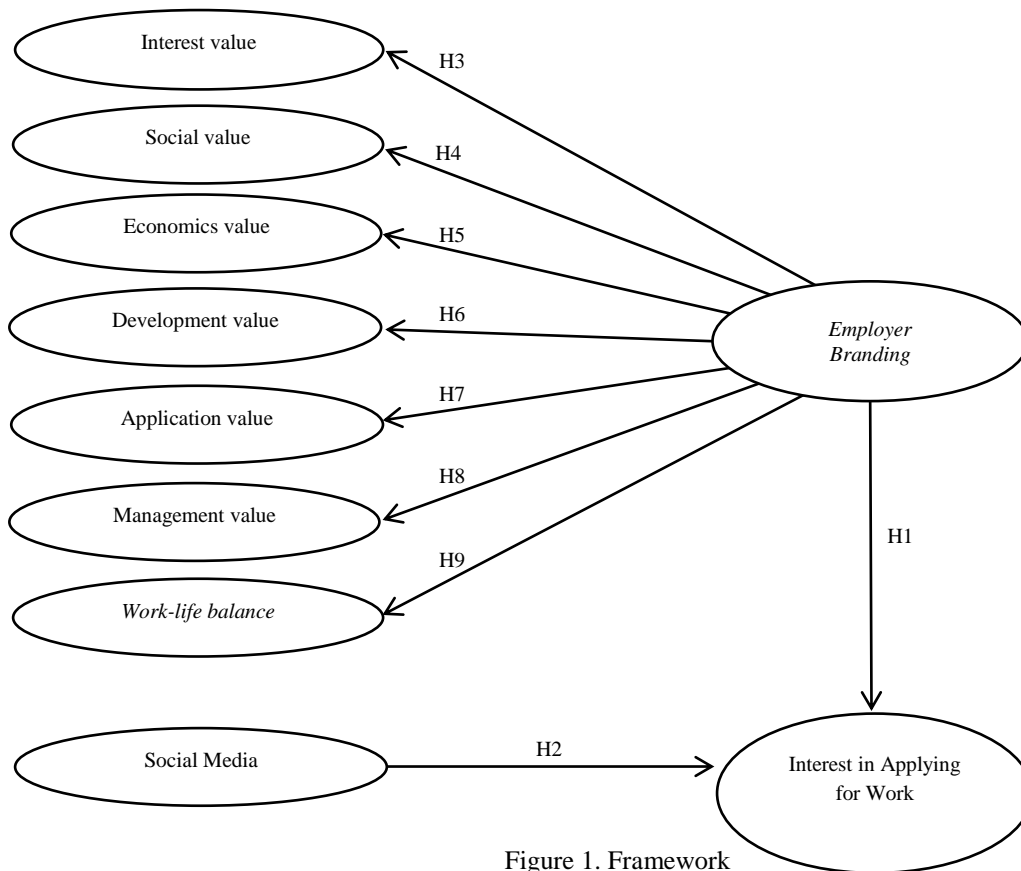 Interest value
H3
Social value
H4
Economics value
H5
Development value
H6
Employer
Branding
Application value
H7
Management value
H8
Work-life balance
H9
H1
Social Media
H2
Interest in Applying
for Work
Figure 1. Framework